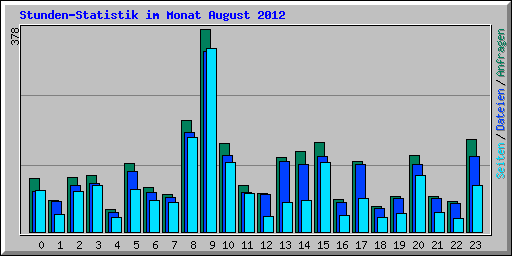 Stunden-Statistik im Monat August 2012
378
0 1 2 3 4 5 6 7 8 9 10 11 12 13 14 15 16 17 18 19 20 21 22 23
Seiten / Dateien / Anfragen